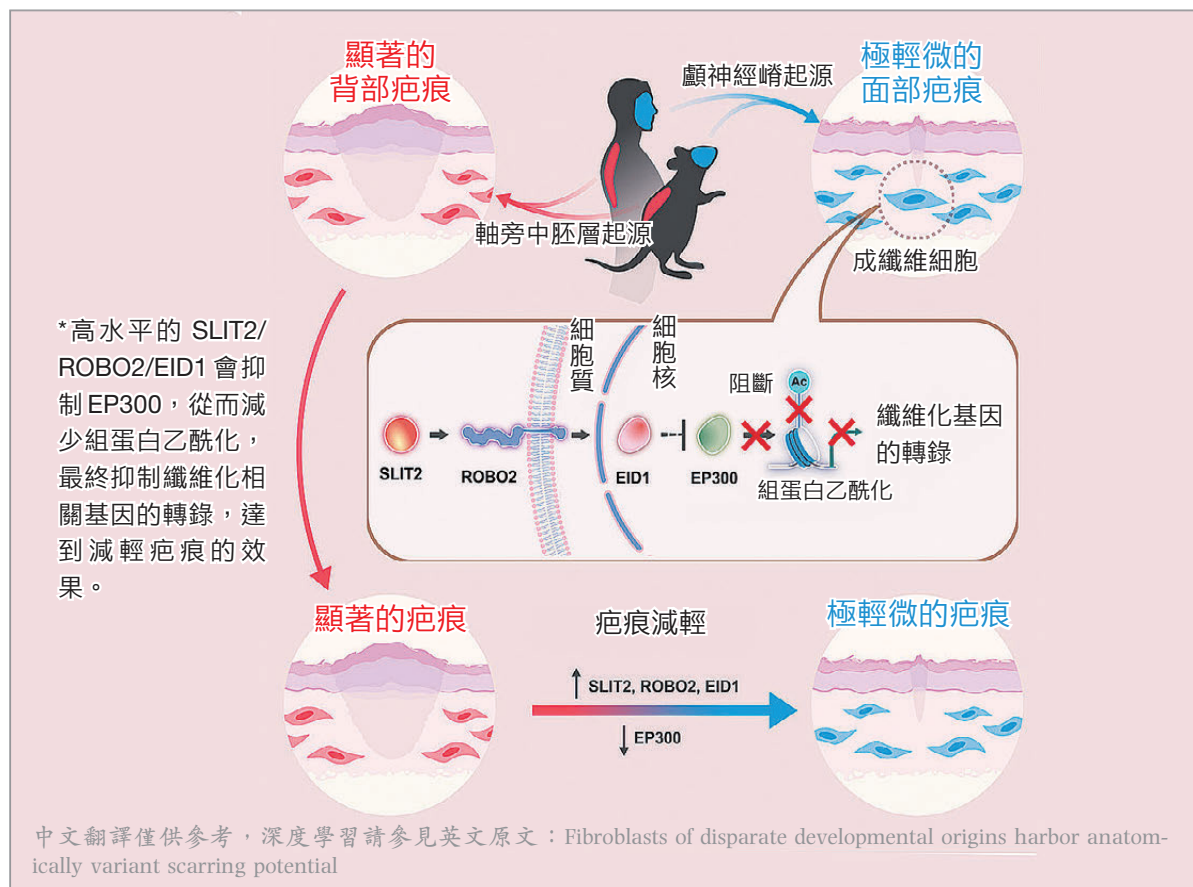 顯著的
背部疤痕
顱神經嵴起源
極輕微的
面部疤痕
軸旁中胚層起源
成纖維細胞
*高水平的 SLIT2/
ROBO2/EID1 會抑
制 EP300，從而減
少組蛋白乙酰化，
最終抑制纖維化相
關基因的轉錄，達
到減輕疤痕的效
果。
細胞質
細胞核
阻斷
Ac
纖維化基因
的轉錄
SLIT2
ROBO2
EID1
EP300
組蛋白乙酰化
顯著的疤痕
疤痕減輕
極輕微的疤痕
↑ SLIT2, ROBO2, EID1
↓ EP300
中文翻譯僅供參考，深度學習請參見英文原文：Fibroblasts of disparate developmental origins harbor anatom-
ically variant scarring potential